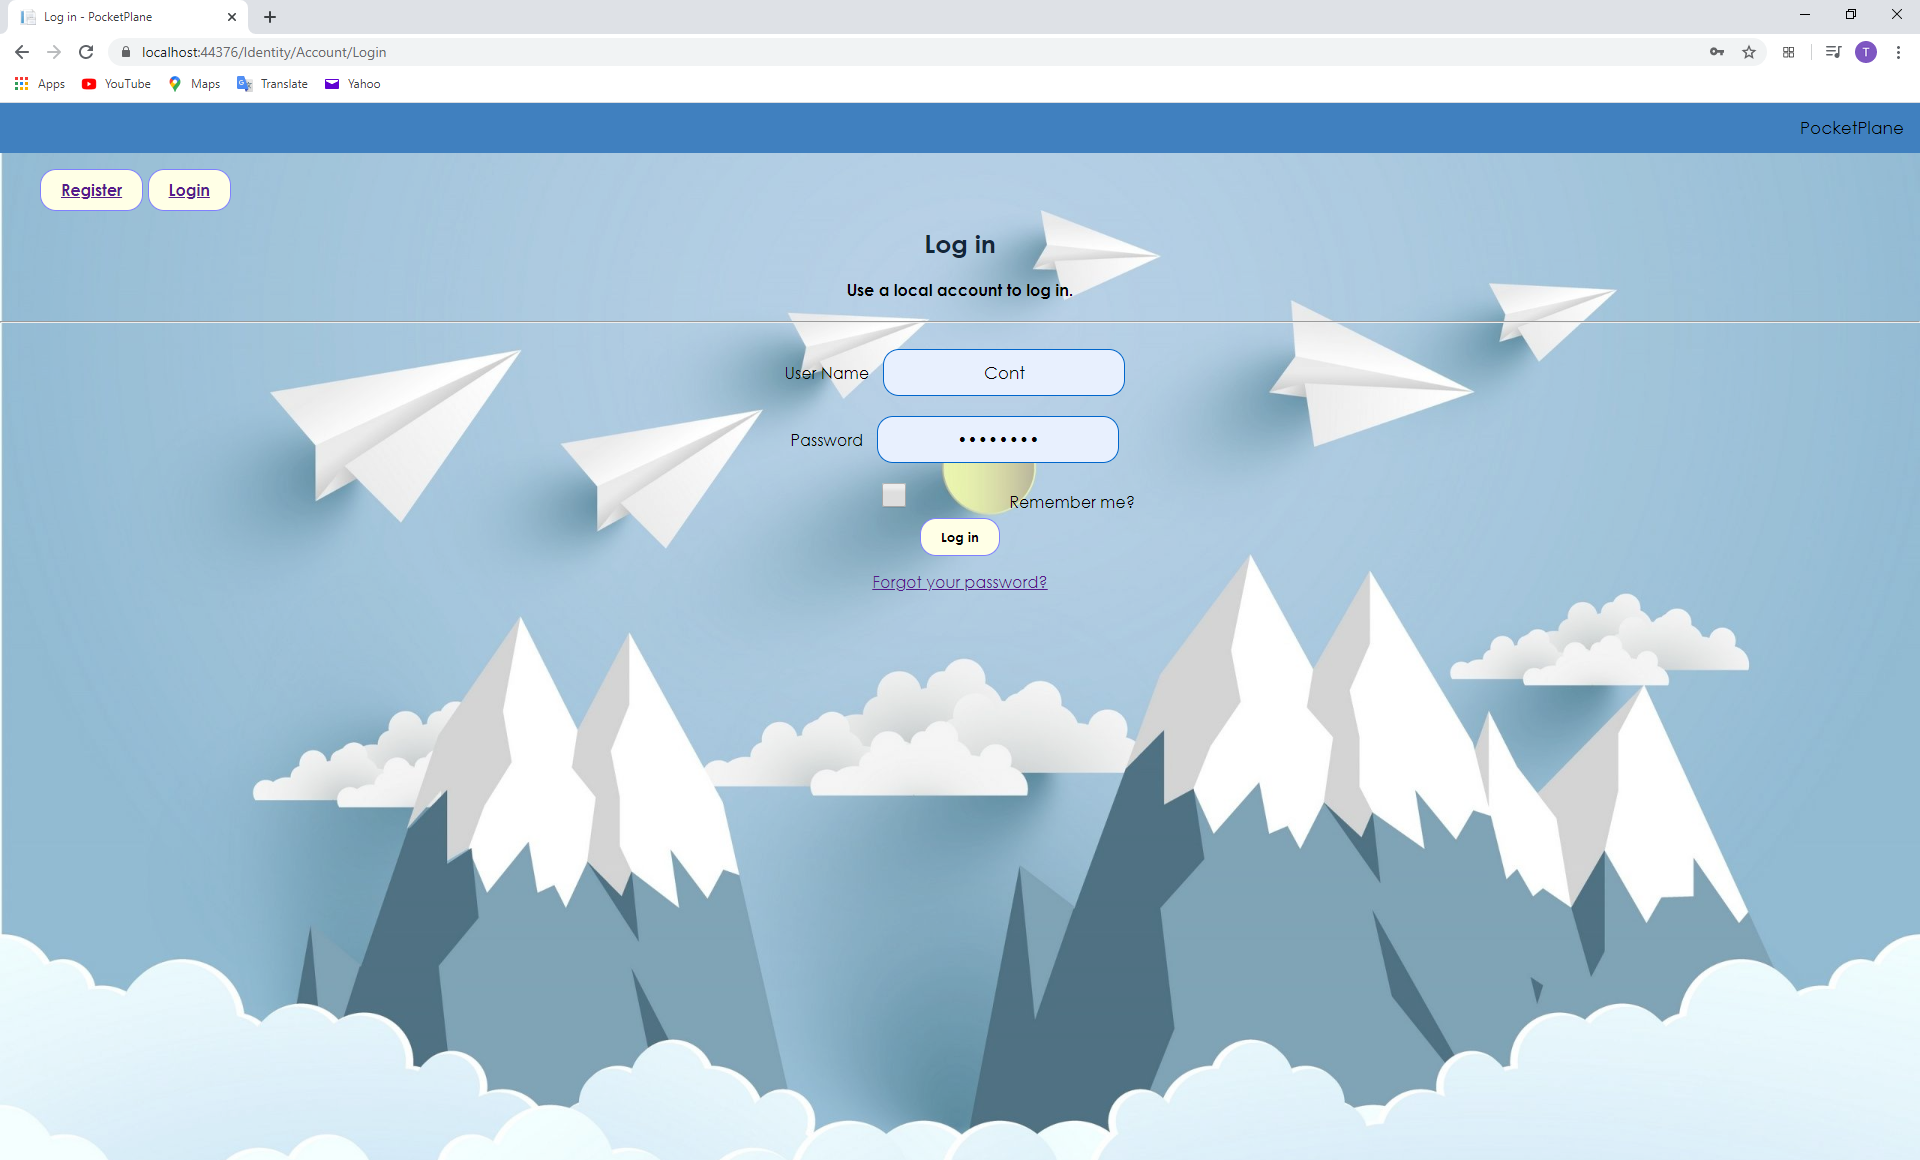 Log in - PocketPlane
localhost:44376/Identity/Account/Login
T
Apps YouTube Maps Translate Yahoo
PocketPlane
Register Login
Log in
Use a local account to log in.
User Name Cont
Password ••••••••
Remember me?
Log in
Forgot your password?